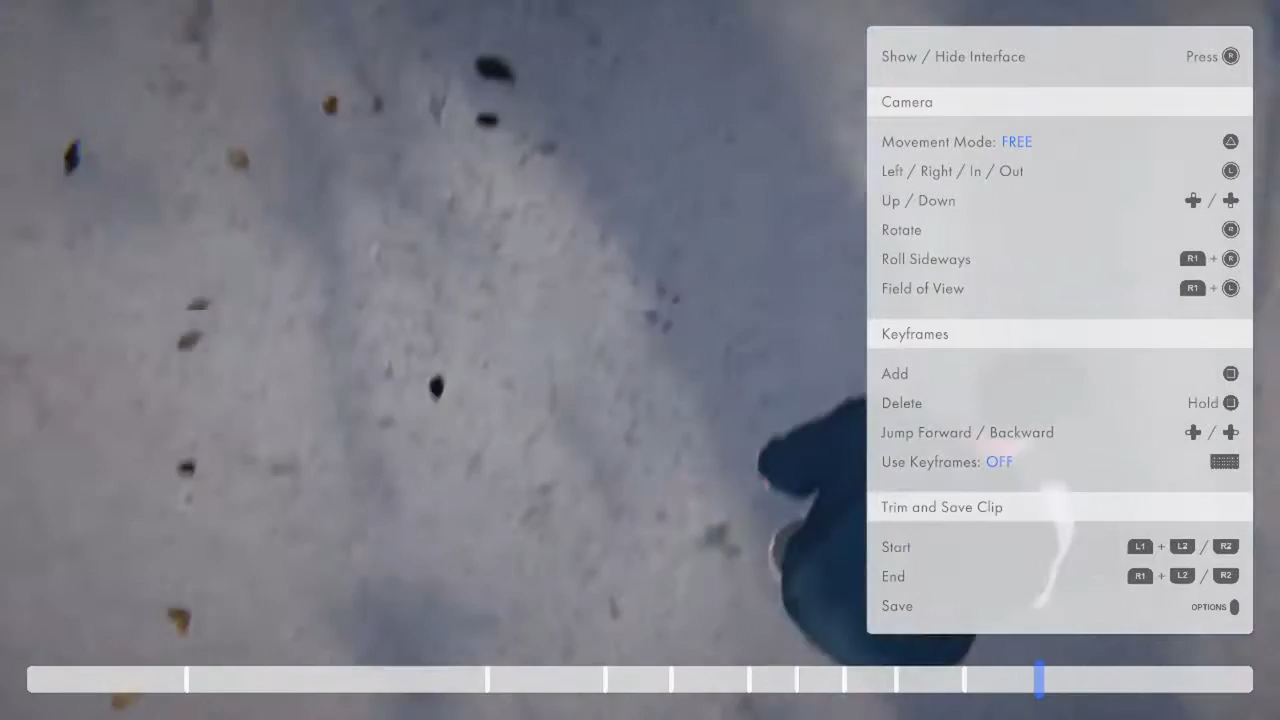 Show / Hide Interface Press R
Camera
Movement Mode: FREE
Left / Right / In / Out L
Up / Down /
Rotate R
Roll Sideways R1 + R
Field of View R1 + L
Keyframes
Add
Delete Hold
Jump Forward / Backward /
Use Keyframes: OFF
Trim and Save Clip
Start L1 + L2 / R2
End R1 + L2 / R2
Save OPTIONS